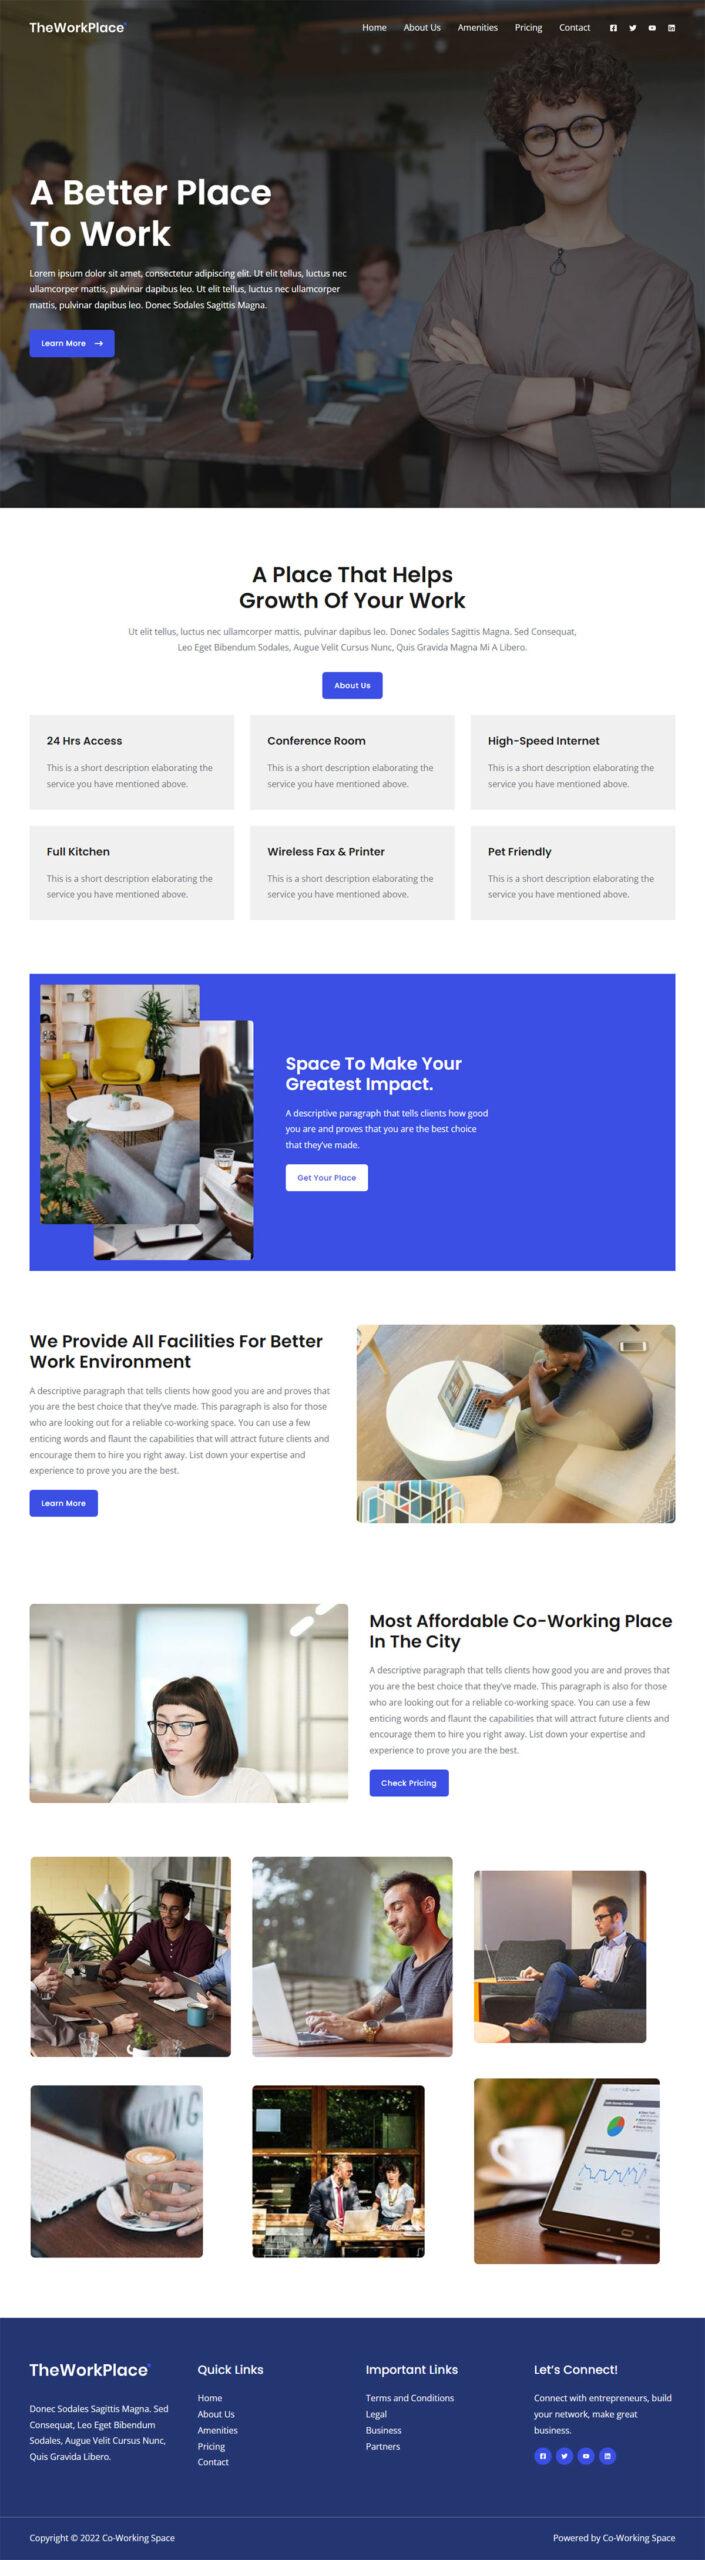 TheWorkPlace
Home About Us Amenities Pricing Contact
A Better Place
To Work
Lorem ipsum dolor sit amet, consectetur adipiscing elit. Ut elit tellus, luctus nec
ullamcorper mattis, pulvinar dapibus leo. Ut elit tellus, luctus nec ullamcorper
mattis, pulvinar dapibus leo. Donec Sodales Sagittis Magna.
Learn More →
A Place That Helps
Growth Of Your Work
Ut elit tellus, luctus nec ullamcorper mattis, pulvinar dapibus leo. Donec Sodales Sagittis Magna. Sed Consequat,
Leo Eget Bibendum Sodales, Augue Velit Cursus Nunc, Quis Gravida Magna Mi A Libero.
About Us
24 Hrs Access
This is a short description elaborating the
service you have mentioned above.
Conference Room
This is a short description elaborating the
service you have mentioned above.
High-Speed Internet
This is a short description elaborating the
service you have mentioned above.
Full Kitchen
This is a short description elaborating the
service you have mentioned above.
Wireless Fax & Printer
This is a short description elaborating the
service you have mentioned above.
Pet Friendly
This is a short description elaborating the
service you have mentioned above.
Space To Make Your
Greatest Impact.
A descriptive paragraph that tells clients how good
you are and proves that you are the best choice
that they’ve made.
Get Your Place
We Provide All Facilities For Better
Work Environment
A descriptive paragraph that tells clients how good you are and proves that
you are the best choice that they’ve made. This paragraph is also for those
who are looking out for a reliable co-working space. You can use a few
enticing words and flaunt the capabilities that will attract future clients and
encourage them to hire you right away. List down your expertise and
experience to prove you are the best.
Learn More
Most Affordable Co-Working Place
In The City
A descriptive paragraph that tells clients how good you are and proves that
you are the best choice that they’ve made. This paragraph is also for those
who are looking out for a reliable co-working space. You can use a few
enticing words and flaunt the capabilities that will attract future clients and
encourage them to hire you right away. List down your expertise and
experience to prove you are the best.
Check Pricing
TheWorkPlace
Donec Sodales Sagittis Magna. Sed
Consequat, Leo Eget Bibendum
Sodales, Augue Velit Cursus Nunc,
Quis Gravida Libero.
Quick Links
Home
About Us
Amenities
Pricing
Contact
Important Links
Terms and Conditions
Legal
Business
Partners
Let’s Connect!
Connect with entrepreneurs, build
your network, make great
business.
Copyright © 2022 Co-Working Space
Powered by Co-Working Space